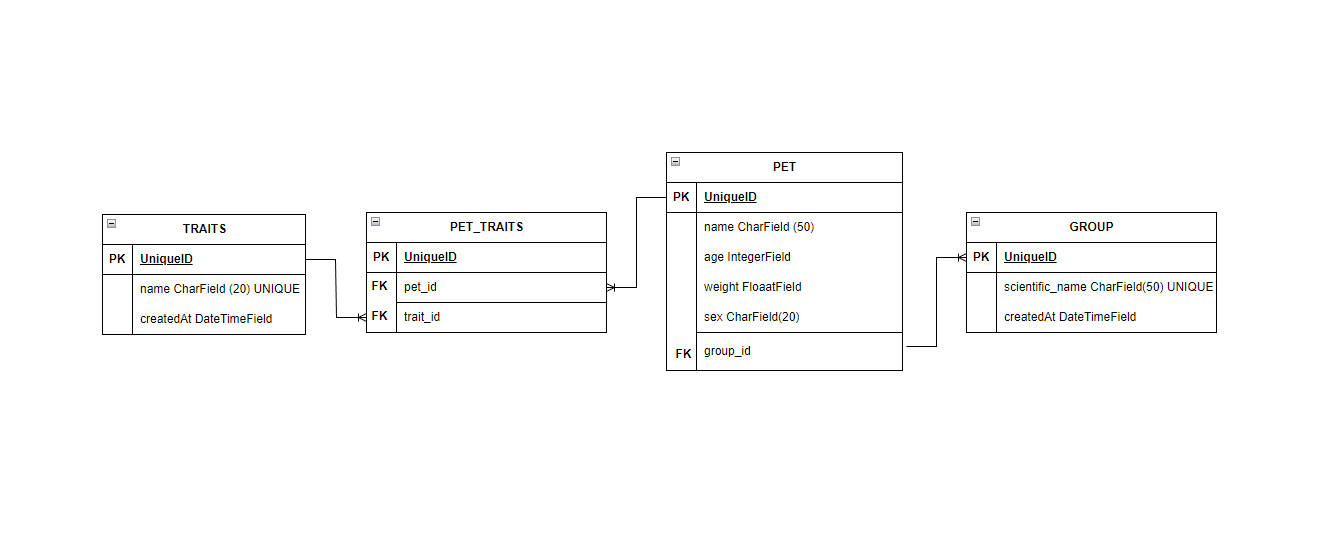 TRAITS
PK UniqueID
name CharField (20) UNIQUE
createdAt DateTimeField
PET_TRAITS
PK UniqueID
FK pet_id
FK trait_id
PET
PK UniqueID
name CharField (50)
age IntegerField
weight FloaatField
sex CharField(20)
FK group_id
GROUP
PK UniqueID
scientific_name CharField(50) UNIQUE
createdAt DateTimeField